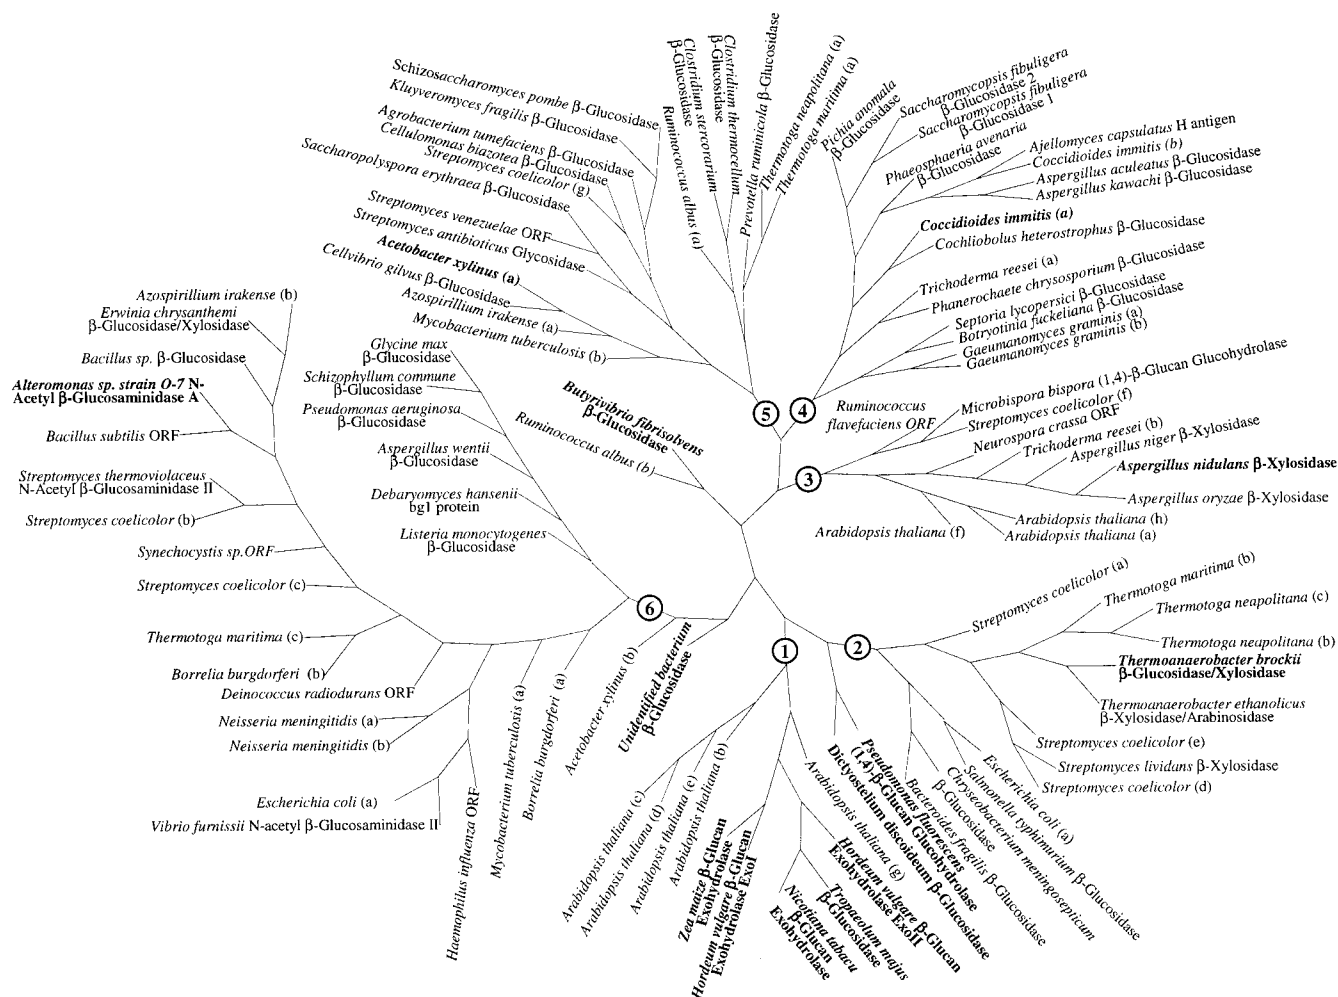 Schizosaccharomyces pombe β-Glucosidase
Kluyveromyces fragilis β-Glucosidase
Agrobacterium tumefaciens β-Glucosidase
Cellulomonas biazotea β-Glucosidase
Streptomyces coelicolor (g)
Saccharopolyspora erythraea β-Glucosidase
Streptomyces venezuelae ORF
Streptomyces antibioticus Glycosidase
Acetobacter xylinus (a)
Cellvibrio gilvus β-Glucosidase
Azospirillium irakense (a)
Mycobacterium tuberculosis (b)
Ruminococcus albus (a)
Clostridium stercorarium
β-Glucosidase
Clostridium thermocellum
β-Glucosidase
Prevotella ruminicola β-Glucosidase
Thermotoga neapolitana (a)
Thermotoga maritima (a)
5
Pichia anomala
β-Glucosidase
Saccharomycopsis fibuligera
β-Glucosidase 2
Saccharomycopsis fibuligera
β-Glucosidase 1
Phaeosphaeria avenaria
β-Glucosidase
Ajellomyces capsulatus H antigen
Coccidioides immitis (b)
Aspergillus aculeatus β-Glucosidase
Aspergillus kawachi β-Glucosidase
Coccidioides immitis (a)
Cochliobolus heterostrophus β-Glucosidase
Trichoderma reesei (a)
Phanerochaete chrysosporium β-Glucosidase
Septoria lycopersici β-Glucosidase
Botryotinia fuckeliana β-Glucosidase
Gaeumanomyces graminis (a)
Gaeumanomyces graminis (b)
4
Ruminococcus
flavefaciens ORF
Microbispora bispora (1,4)-β-Glucan Glucohydrolase
Streptomyces coelicolor (f)
Neurospora crassa ORF
Trichoderma reesei (b)
Aspergillus niger β-Xylosidase
Aspergillus nidulans β-Xylosidase
Aspergillus oryzae β-Xylosidase
Arabidopsis thaliana (h)
Arabidopsis thaliana (a)
Arabidopsis thaliana (f)
3
Butyrivibrio fibrisolvens
β-Glucosidase
Ruminococcus albus (b)
Azospirillium irakense (b)
Erwinia chrysanthemi
β-Glucosidase/Xylosidase
Bacillus sp. β-Glucosidase
Alteromonas sp. strain O-7 N-
Acetyl β-Glucosaminidase A
Bacillus subtilis ORF
Streptomyces thermoviolaceus
N-Acetyl β-Glucosaminidase II
Streptomyces coelicolor (b)
Synechocystis sp.ORF
Streptomyces coelicolor (c)
Thermotoga maritima (c)
Borrelia burgdorferi (b)
Deinococcus radiodurans ORF
Neisseria meningitidis (a)
Neisseria meningitidis (b)
Escherichia coli (a)
Vibrio furnissii N-acetyl β-Glucosaminidase II
Haemophilus influenza ORF
Mycobacterium tuberculosis (a)
Borrelia burgdorferi (a)
Glycine max
β-Glucosidase
Schizophyllum commune
β-Glucosidase
Pseudomonas aeruginosa
β-Glucosidase
Aspergillus wentii
β-Glucosidase
Debaryomyces hansenii
bg1 protein
Listeria monocytogenes
β-Glucosidase
6
Acetobacter xylinus (b)
Unidentified bacterium
β-Glucosidase
1
Arabidopsis thaliana (c)
Arabidopsis thaliana (d)
Arabidopsis thaliana (e)
Arabidopsis thaliana (b)
Zea maize β-Glucan
Exohydrolase
Hordeum vulgare β-Glucan
Exohydrolase ExoI
Nicotiana tabacu
β-Glucan
Exohydrolase
Tropaeolum majus
β-Glucosidase
Hordeum vulgare β-Glucan
Exohydrolase ExoII
Arabidopsis thaliana (g)
2
Dictyostelium discoideum β-Glucosidase
Pseudomonas fluorescens
(1,4)-β-Glucan Glucohydrolase
Bacteroides fragilis β-Glucosidase
Chryseobacterium meningosepticum
β-Glucosidase
Salmonella typhimurium β-Glucosidase
Escherichia coli (a)
Streptomyces coelicolor (a)
Thermotoga maritima (b)
Thermotoga neapolitana (c)
Thermotoga neapolitana (b)
Thermoanaerobacter brockii
β-Glucosidase/Xylosidase
Thermoanaerobacter ethanolicus
β-Xylosidase/Arabinosidase
Streptomyces coelicolor (e)
Streptomyces lividans β-Xylosidase
Streptomyces coelicolor (d)